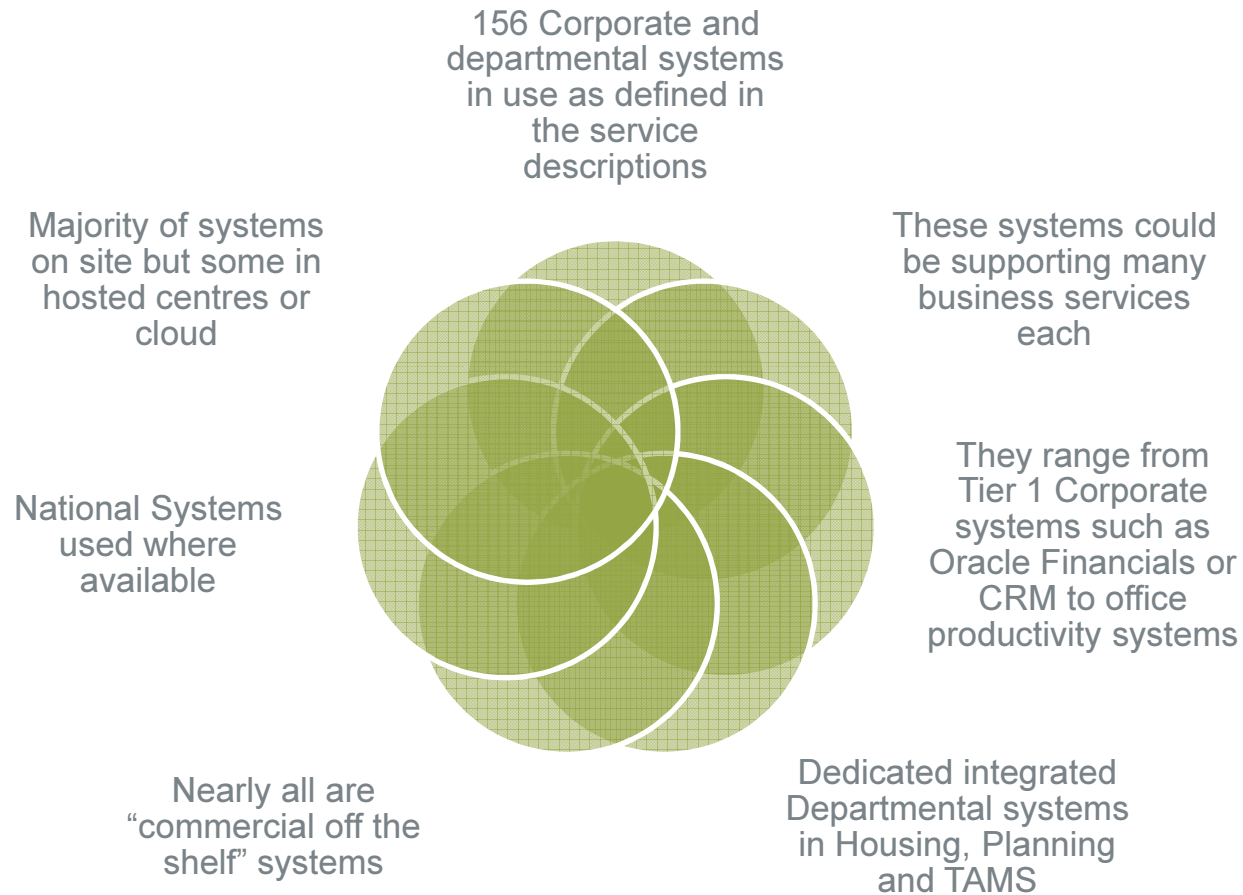 156 Corporate and
departmental systems
in use as defined in
the service
descriptions
These systems could
be supporting many
business services
each
They range from
Tier 1 Corporate
systems such as
Oracle Financials or
CRM to office
productivity systems
Dedicated integrated
Departmental systems
in Housing, Planning
and TAMS
Nearly all are
“commercial off the
shelf” systems
National Systems
used where
available
Majority of systems
on site but some in
hosted centres or
cloud